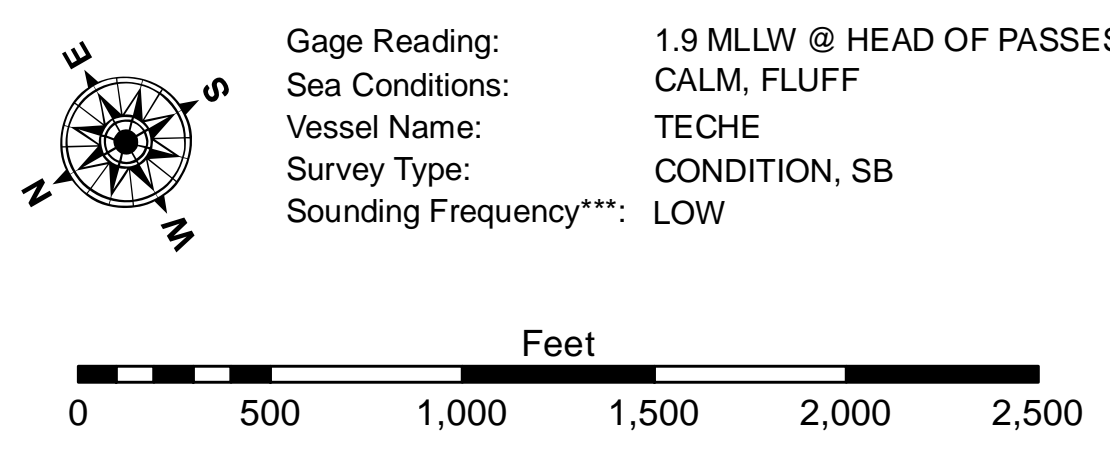 E
S
N
W
Gage Reading: 1.9 MLLW @ HEAD OF PASSES
Sea Conditions: CALM, FLUFF
Vessel Name: TECHE
Survey Type: CONDITION, SB
Sounding Frequency***: LOW
Feet
0 500 1,000 1,500 2,000 2,500